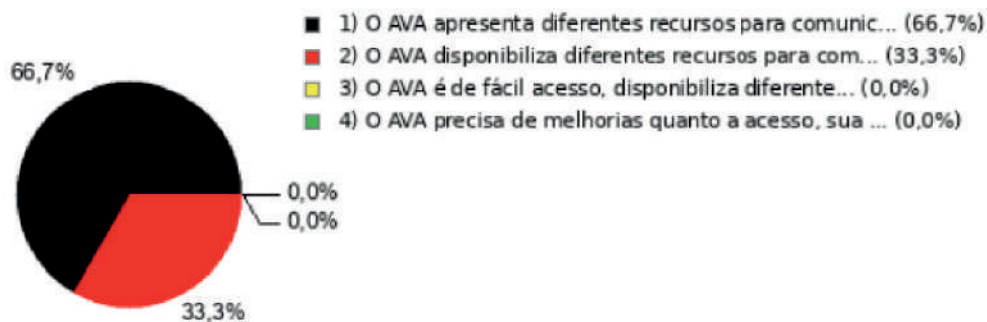 1) O AVA apresenta diferentes recursos para comunic... (66,7%)
2) O AVA disponibiliza diferentes recursos para com... (33,3%)
3) O AVA é de fácil acesso, disponibiliza diferente... (0,0%)
4) O AVA precisa de melhorias quanto a acesso, sua ... (0,0%)
66,7%
0,0%
0,0%
33,3%